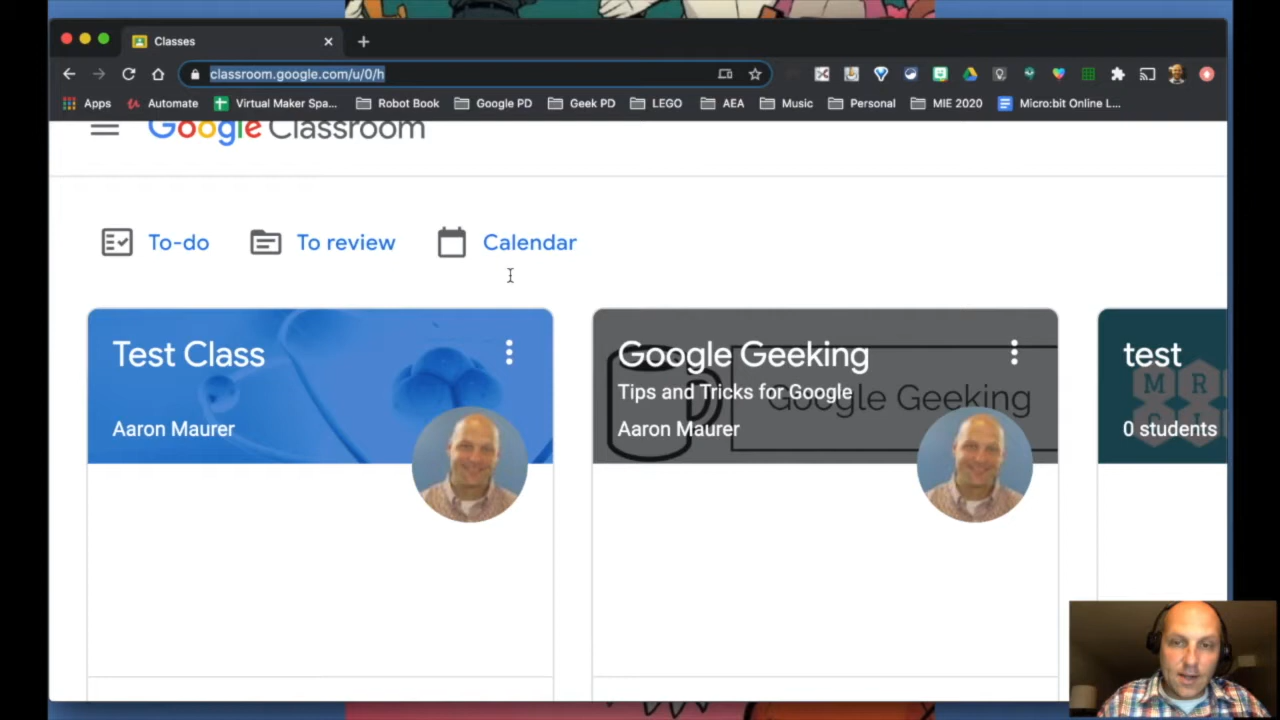 Classes
classroom.google.com/u/0/h
Apps Automate Virtual Maker Spa... Robot Book Google PD Geek PD LEGO AEA Music Personal MIE 2020 Micro:bit Online L...
Google Classroom
To-do To review Calendar
Test Class
Aaron Maurer
Google Geeking
Tips and Tricks for Google
Google Geeking
Aaron Maurer
test
M R
0 students